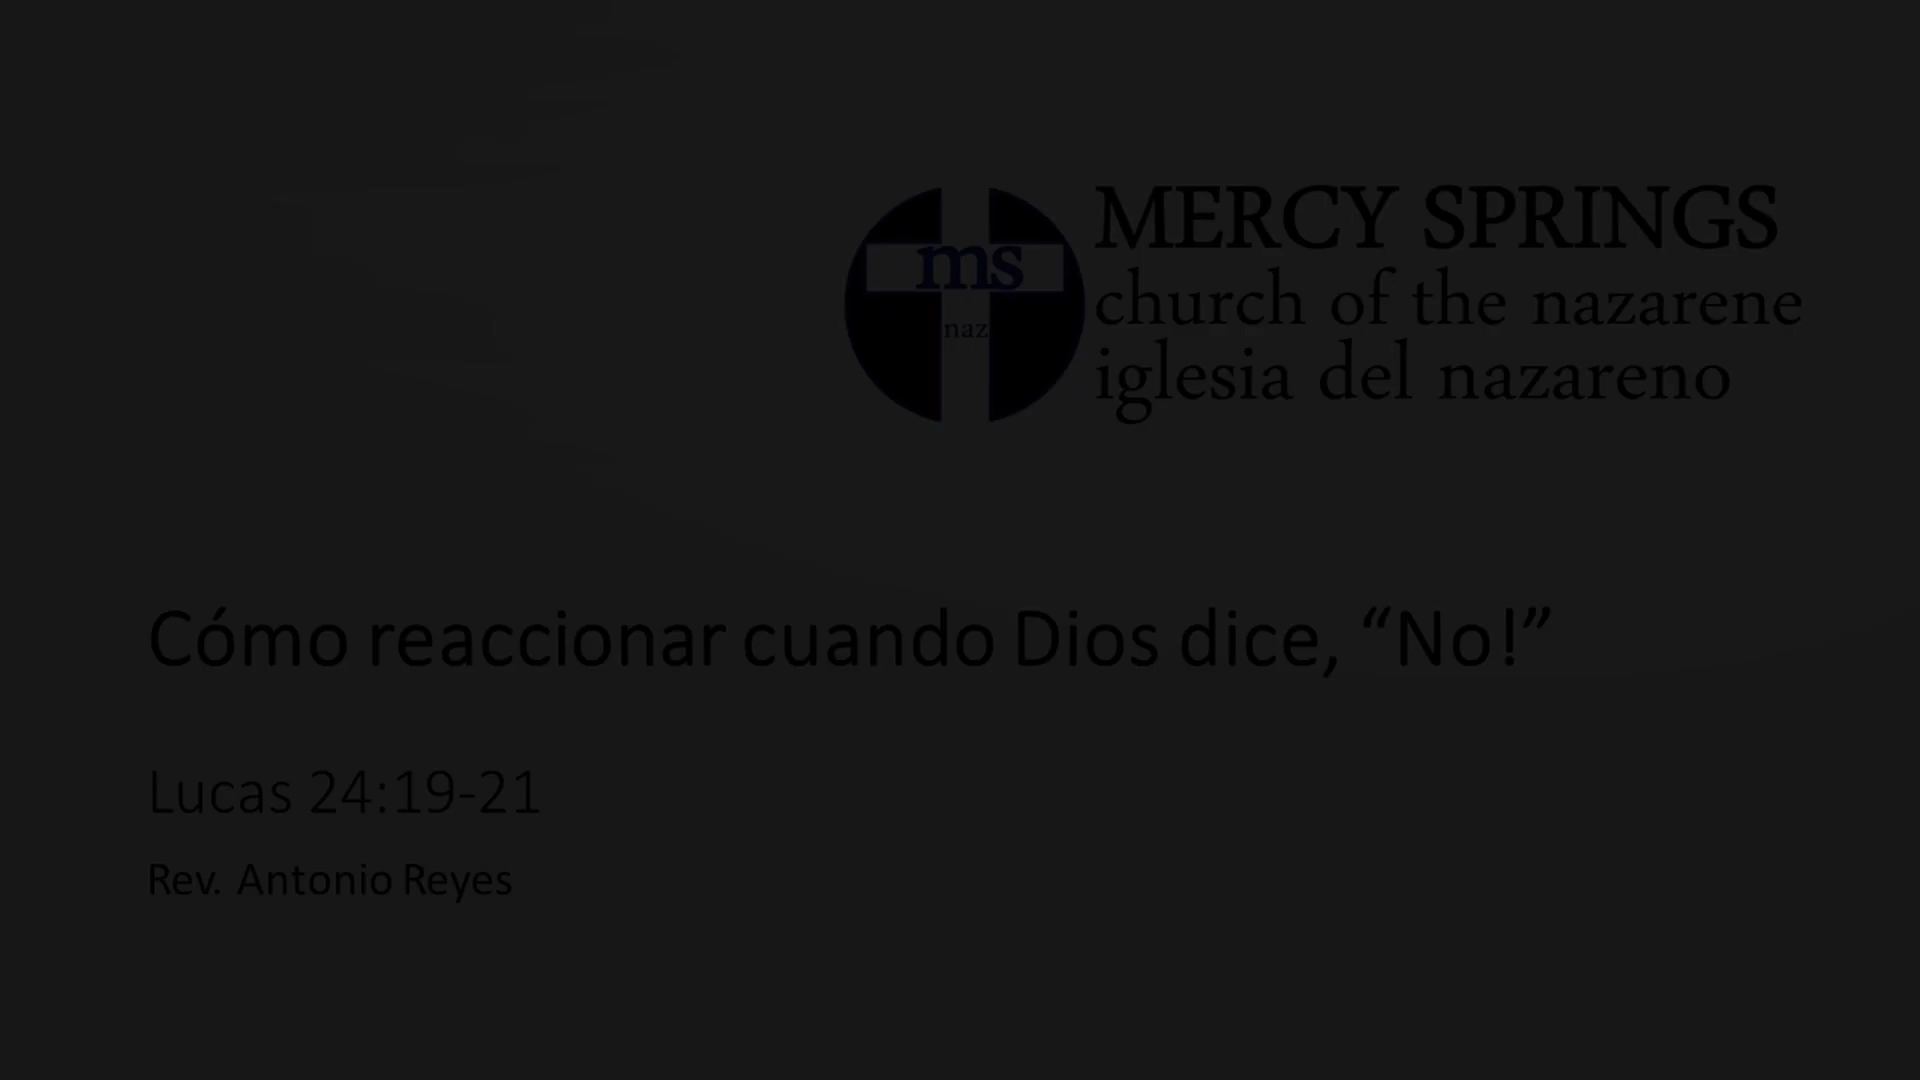 MERCY SPRINGS
church of the nazarene
iglesia del nazareno
ms
naz
Cómo reaccionar cuando Dios dice, “No!”
Lucas 24:19-21
Rev. Antonio Reyes